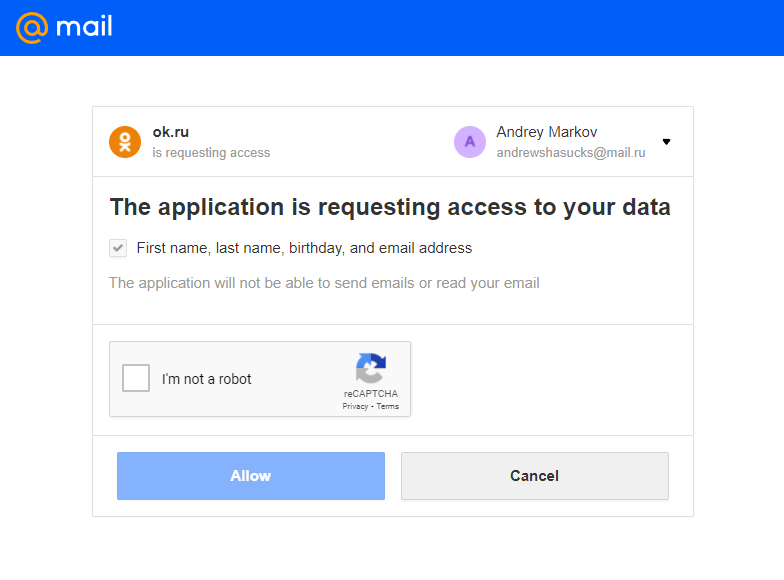 @mail
ok.ru
is requesting access
A
Andrey Markov
andrewshasucks@mail.ru
The application is requesting access to your data
First name, last name, birthday, and email address
The application will not be able to send emails or read your email
I'm not a robot
reCAPTCHA
Privacy - Terms
Allow
Cancel